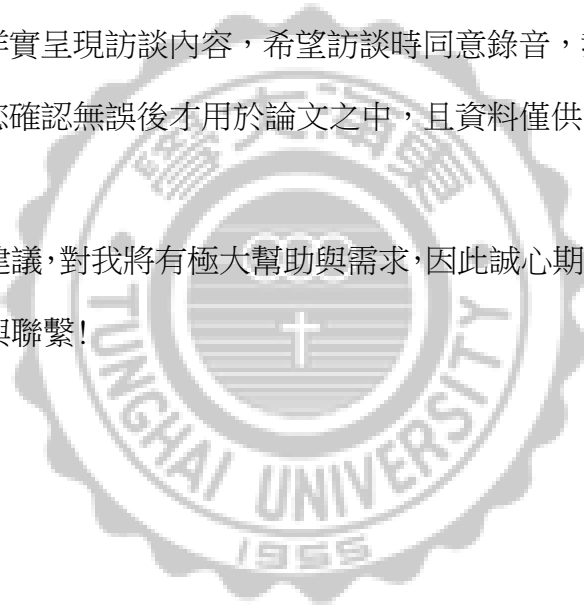 詳實呈現訪談內容，希望訪談時同意錄音，
您確認無誤後才用於論文之中，且資料僅供
建議，對我將有極大幫助與需求，因此誠心期
與聯繫!
TUNGHAI UNIVERSITY
1955